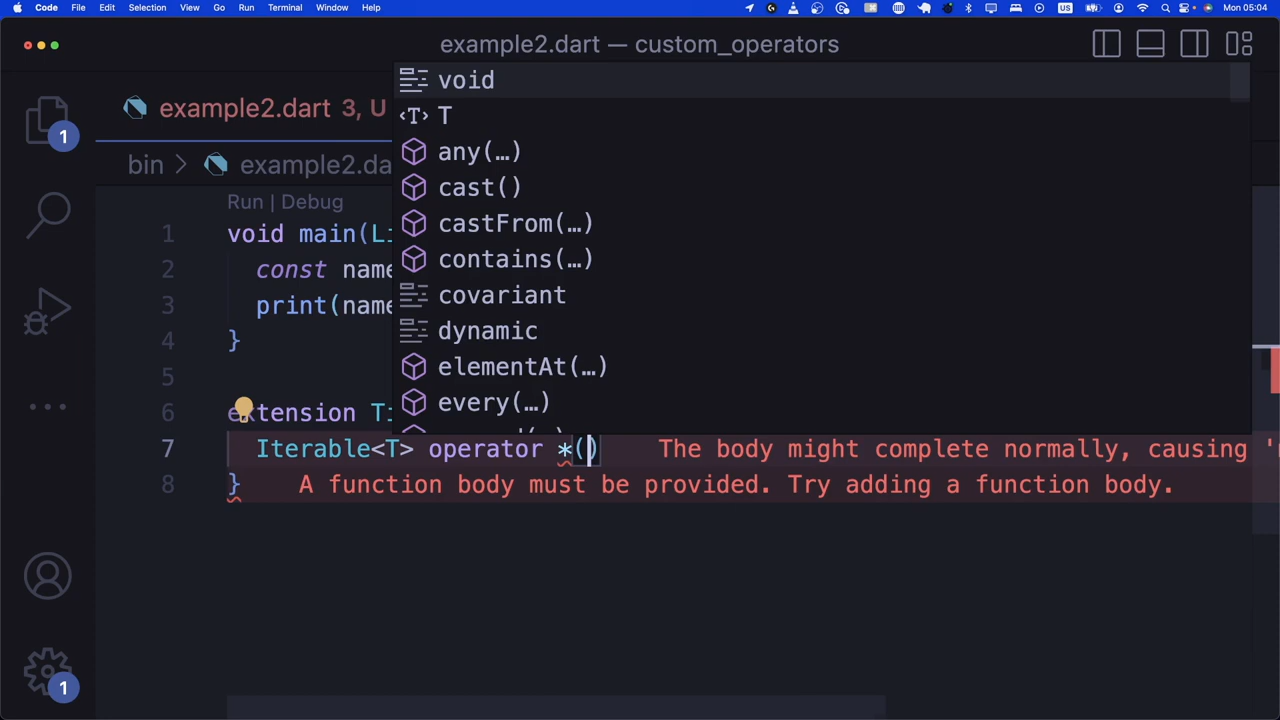 Code File Edit Selection View Go Run Terminal Window Help US Mon 05:04
example2.dart — custom_operators
void
example2.dart 3, U
T
any(…)
bin > example2.da
cast()
Run | Debug
castFrom(…)
1 void main(Li
contains(…)
2 const name
covariant
3 print(name
dynamic
4 }
elementAt(…)
5
every(…)
6 extension Ti
7 Iterable<T> operator *() The body might complete normally, causing '
8 } A function body must be provided. Try adding a function body.
1
1